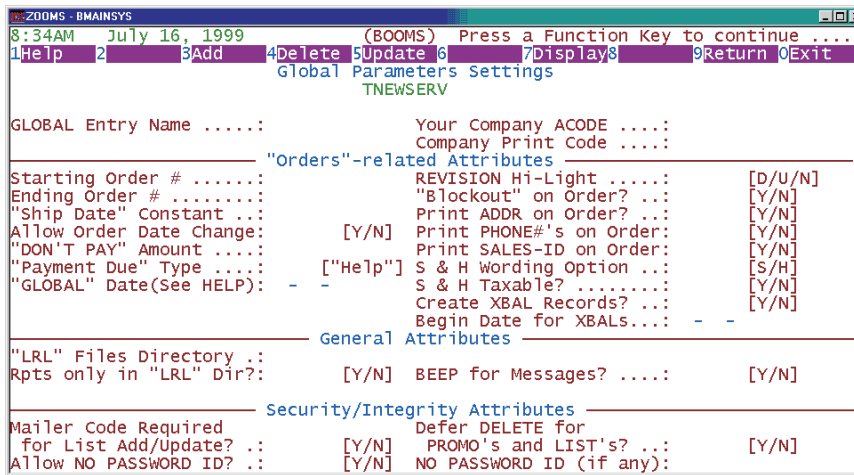 ZOOMS - BMAINSYS
8:34AM July 16, 1999 (BOOMS) Press a Function Key to continue ....
1Help 2 3Add 4Delete 5Update 6 7Display8 9Return 0Exit
Global Parameters Settings
TNEWSERV
GLOBAL Entry Name .....: Your Company ACODE ....:
Company Print Code ....:
"Orders"-related Attributes
Starting Order # ......: REVISION Hi-Light .....: [D/U/N]
Ending Order # ........: "Blockout" on Order? ..: [Y/N]
"Ship Date" Constant ..: Print ADDR on Order? ..: [Y/N]
Allow Order Date Change: [Y/N] Print PHONE#'s on Order: [Y/N]
"DON'T PAY" Amount ....: Print SALES-ID on Order: [Y/N]
"Payment Due" Type ....: ["Help"] S & H Wording Option ..: [S/H]
"GLOBAL" Date(See HELP): - - S & H Taxable? ........: [Y/N]
Create XBAL Records? ..: [Y/N]
Begin Date for XBALs...: - -
General Attributes
"LRL" Files Directory .:
Rpts only in "LRL" Dir?: [Y/N] BEEP for Messages? ....: [Y/N]
Security/Integrity Attributes
Mailer Code Required Defer DELETE for
for List Add/Update? .: [Y/N] PROMO's and LIST's? ..: [Y/N]
Allow NO PASSWORD ID? .: [Y/N] NO PASSWORD ID (if any):